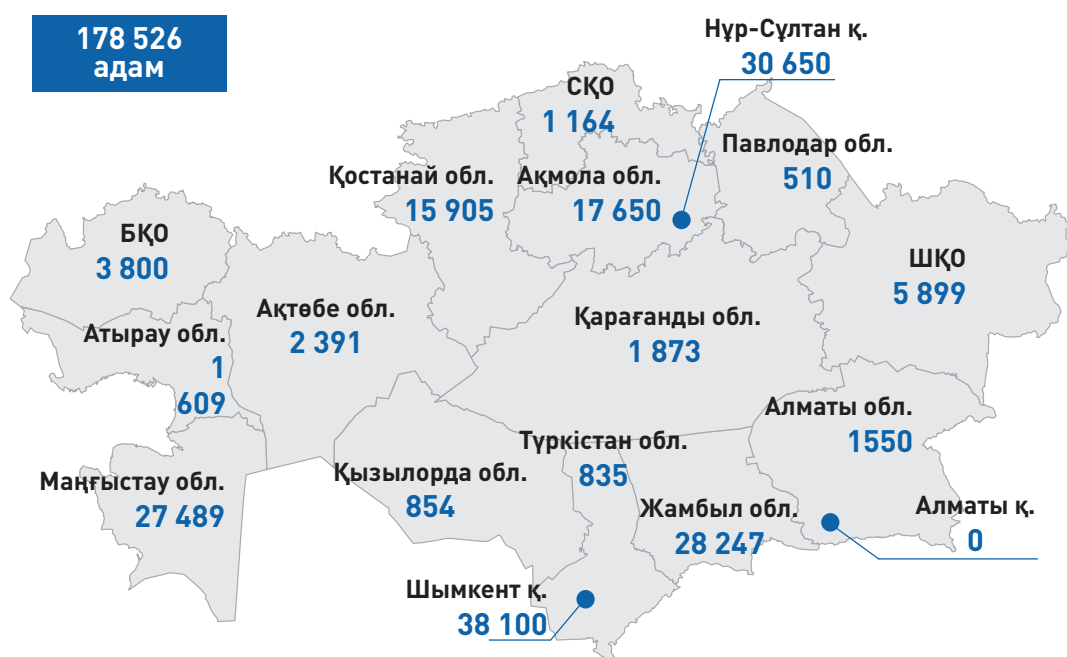 178 526
адам
Нұр-Сұлтан қ.
30 650
СҚО
1 164
Павлодар обл.
510
Қостанай обл.
15 905
Ақмола обл.
17 650
БҚО
3 800
ШҚО
5 899
Ақтөбе обл.
2 391
Қарағанды обл.
1 873
Атырау обл.
1
609
Алматы обл.
1550
Түркістан обл.
835
Қызылорда обл.
854
Маңғыстау обл.
27 489
Жамбыл обл.
28 247
Алматы қ.
0
Шымкент қ.
38 100